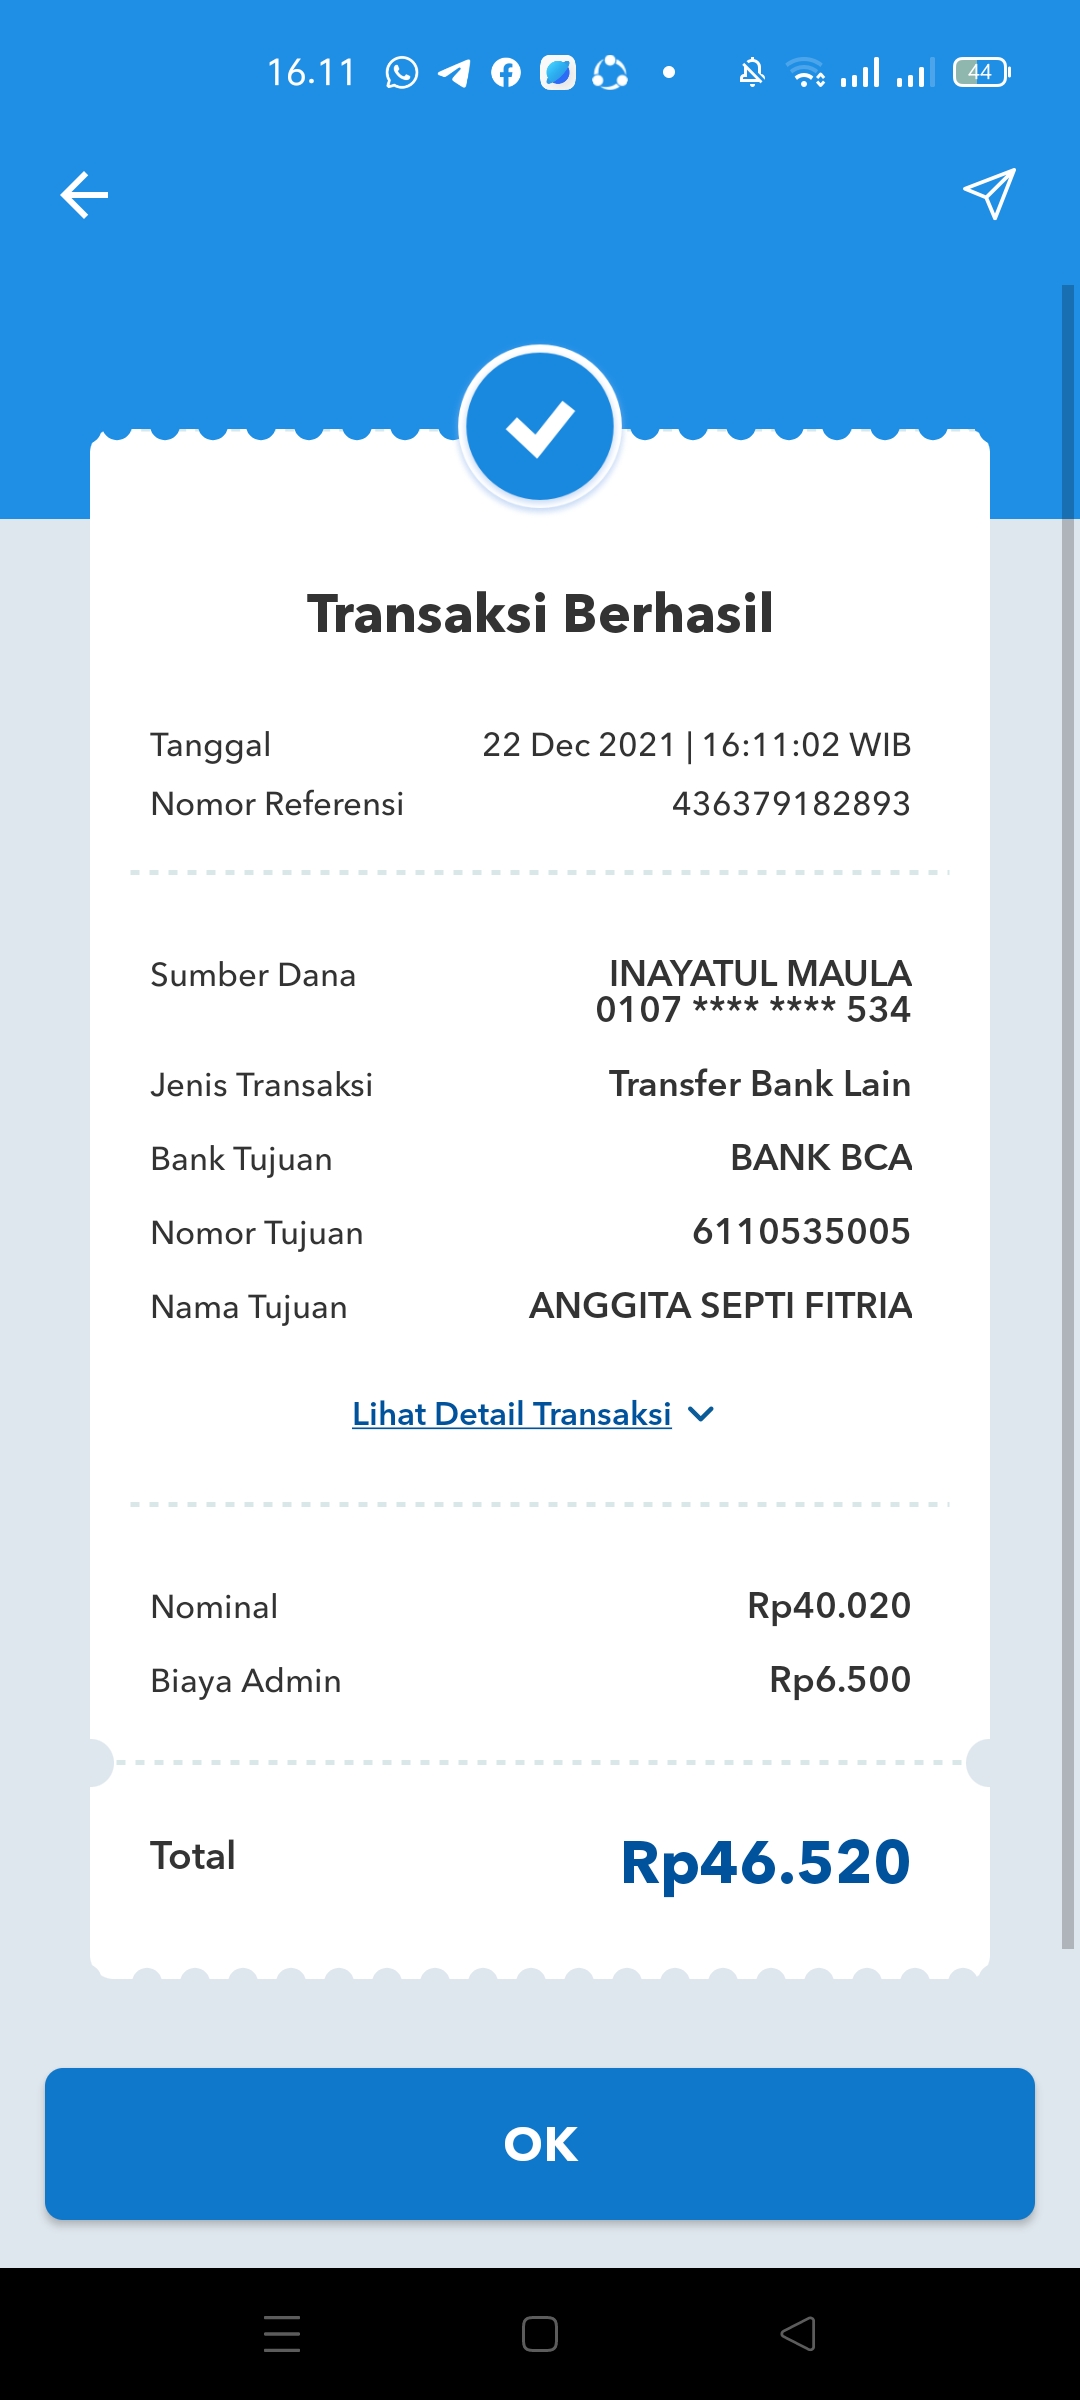 16.11
44
Transaksi Berhasil
Tanggal 22 Dec 2021 | 16:11:02 WIB
Nomor Referensi 436379182893
Sumber Dana INAYATUL MAULA
0107 **** **** 534
Jenis Transaksi Transfer Bank Lain
Bank Tujuan BANK BCA
Nomor Tujuan 6110535005
Nama Tujuan ANGGITA SEPTI FITRIA
Lihat Detail Transaksi
Nominal Rp40.020
Biaya Admin Rp6.500
Total Rp46.520
OK